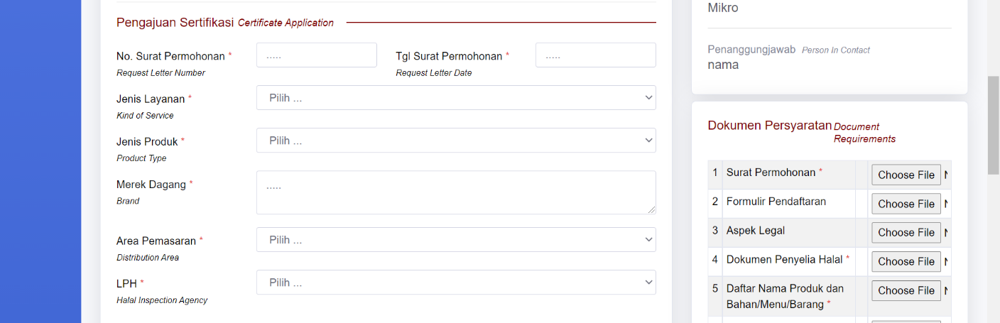 Pengajuan Sertifikasi Certificate Application
No. Surat Permohonan * ..... Tgl Surat Permohonan * .....
Request Letter Number Request Letter Date
Jenis Layanan * Pilih ...
Kind of Service
Jenis Produk * Pilih ...
Product Type
Merek Dagang * .....
Brand
Area Pemasaran * Pilih ...
Distribution Area
LPH * Pilih ...
Halal Inspection Agency
Mikro
Penanggungjawab Person In Contact
nama
Dokumen Persyaratan Document
Requirements
1 Surat Permohonan * Choose File
2 Formulir Pendaftaran Choose File
3 Aspek Legal Choose File
4 Dokumen Penyelia Halal * Choose File
5 Daftar Nama Produk dan Choose File
Bahan/Menu/Barang *